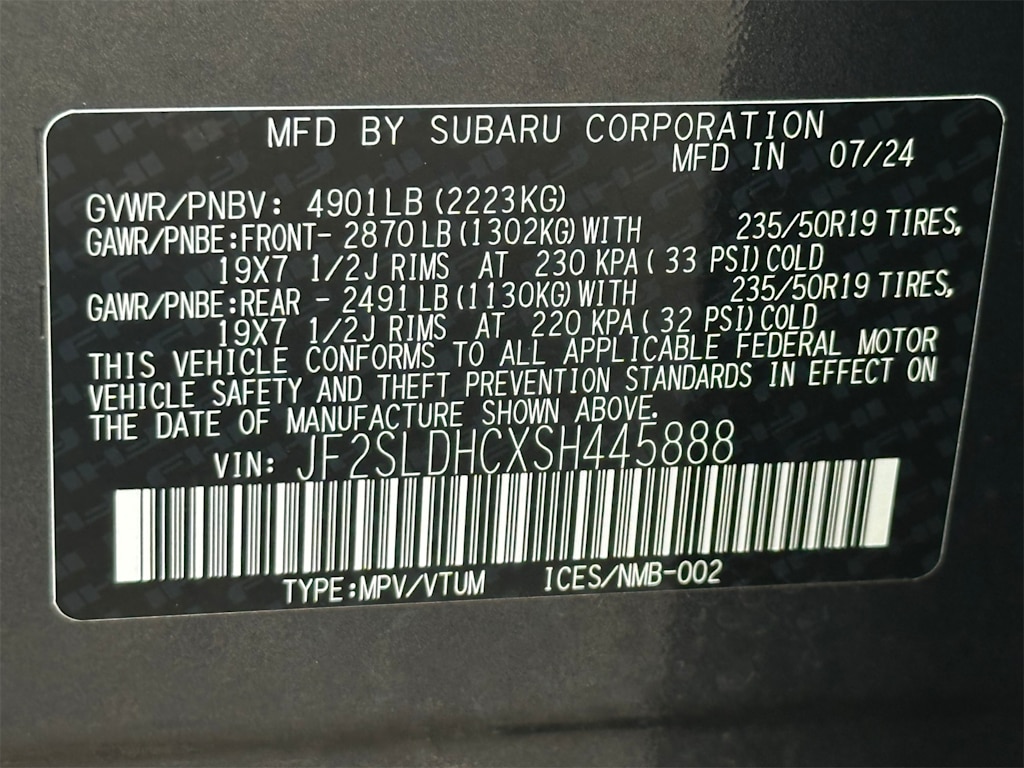 MFD BY SUBARU CORPORATION
MFD IN 07/24
GVWR/PNBV: 4901LB (2223KG)
GAWR/PNBE:FRONT- 2870LB(1302KG)WITH 235/50R19 TIRES,
19X7 1/2J RIMS AT 230 KPA( 33 PSI)COLD
GAWR/PNBE:REAR - 2491LB(1130KG)WITH 235/50R19 TIRES,
19X7 1/2J RIMS AT 220 KPA( 32 PSI)COLD
THIS VEHICLE CONFORMS TO ALL APPLICABLE FEDERAL MOTOR
VEHICLE SAFETY AND THEFT PREVENTION STANDARDS IN EFFECT ON
THE DATE OF MANUFACTURE SHOWN ABOVE.
VIN: JF2SLDHCXSH445888
TYPE:MPV/VTUM ICES/NMB-002